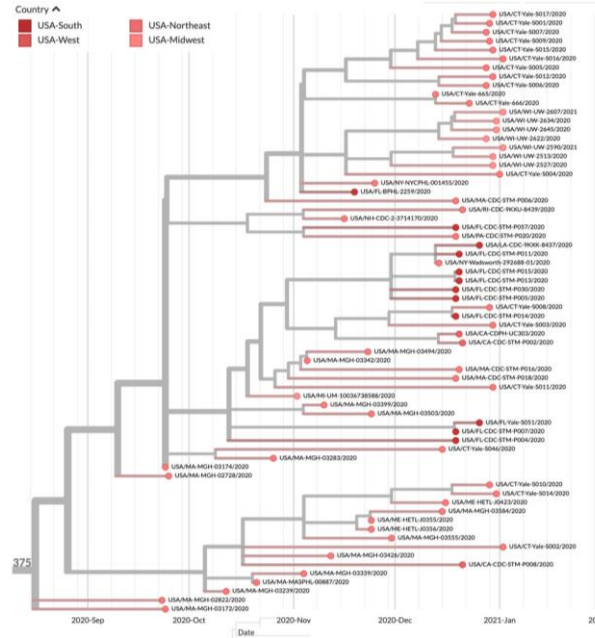 Country
USA-South
USA-Northeast
USA-West
USA-Midwest
USA/CT-Yale-S017/2020
USA/CT-Yale-S001/2020
USA/CT-Yale-S007/2020
USA/CT-Yale-S009/2020
USA/CT-Yale-S015/2020
USA/CT-Yale-S016/2020
USA/CT-Yale-S005/2020
USA/CT-Yale-S012/2020
USA/CT-Yale-S006/2020
USA/CT-Yale-665/2020
USA/CT-Yale-666/2020
USA/WI-UW-2607/2021
USA/WI-UW-2634/2020
USA/WI-UW-2645/2020
USA/WI-UW-2622/2020
USA/WI-UW-2590/2021
USA/WI-UW-2513/2020
USA/WI-UW-2527/2020
USA/CT-Yale-S004/2020
USA/NY-NYCPHL-001455/2020
USA/FL-BPHL-2259/2020
USA/MA-CDC-STM-P006/2020
USA/RI-CDC-9KXU-8439/2020
USA/NH-CDC-2-3714170/2020
USA/FL-CDC-STM-P057/2020
USA/PA-CDC-STM-P020/2020
USA/LA-CDC-9KXK-8437/2020
USA/FL-CDC-STM-P011/2020
USA/NY-Wadsworth-292688-01/2020
USA/FL-CDC-STM-P015/2020
USA/FL-CDC-STM-P013/2020
USA/FL-CDC-STM-P030/2020
USA/FL-CDC-STM-P005/2020
USA/CT-Yale-S008/2020
USA/FL-CDC-STM-P014/2020
USA/CT-Yale-S003/2020
USA/CA-CDPH-UC303/2020
USA/CA-CDC-STM-P002/2020
USA/MA-MGH-03494/2020
USA/MA-MGH-03342/2020
USA/MA-CDC-STM-P016/2020
USA/MA-CDC-STM-P018/2020
USA/CT-Yale-S011/2020
USA/MI-UM-10036738588/2020
USA/MA-MGH-03399/2020
USA/MA-MGH-03503/2020
USA/FL-Yale-S051/2020
USA/FL-CDC-STM-P007/2020
USA/FL-CDC-STM-P004/2020
USA/CT-Yale-S046/2020
USA/MA-MGH-03283/2020
USA/MA-MGH-03174/2020
USA/MA-MGH-02728/2020
USA/CT-Yale-S010/2020
USA/CT-Yale-S014/2020
USA/ME-HETL-J0423/2020
USA/MA-MGH-03584/2020
USA/ME-HETL-J0355/2020
USA/ME-HETL-J0356/2020
USA/MA-MGH-03555/2020
USA/CT-Yale-S002/2020
USA/MA-MGH-03426/2020
375
USA/CA-CDC-STM-P008/2020
USA/MA-MGH-03339/2020
USA/MA-MASPHL-00887/2020
USA/MA-MGH-03239/2020
USA/MA-MGH-02822/2020
USA/MA-MGH-03172/2020
2020-Sep
2020-Oct
2020-Nov
2020-Dec
2021-Jan
Date